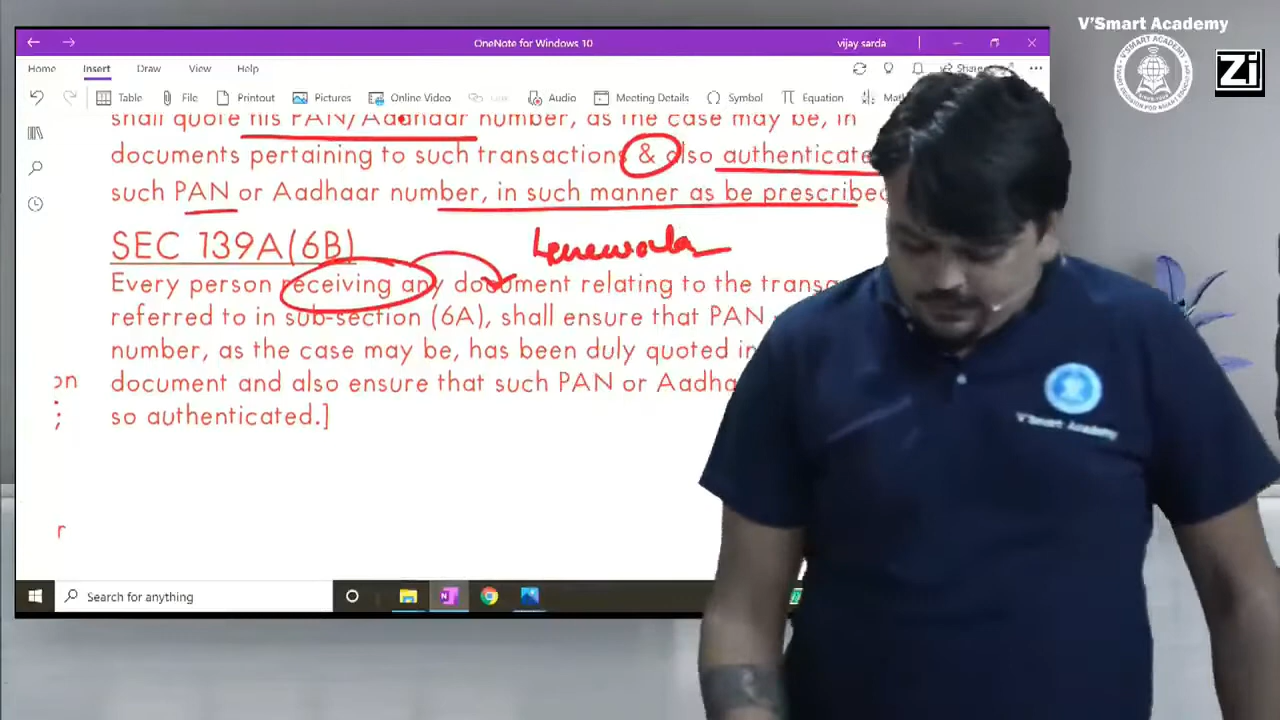 V'Smart Academy
OneNote for Windows 10
vijay sarda
Home Insert Draw View Help
Share
Table File Printout Pictures Online Video Link Audio Meeting Details Symbol Equation Math
shall quote his PAN/Aadhaar number, as the case may be, in
documents pertaining to such transactions & also authenticate
such PAN or Aadhaar number, in such manner as be prescribed
SEC 139A(6B)
Every person receiving any document relating to the transa
referred to in sub-section (6A), shall ensure that PAN
number, as the case may be, has been duly quoted in
document and also ensure that such PAN or Aadha
on
;
so authenticated.]
r
Search for anything
Zi
V'Smart Academy